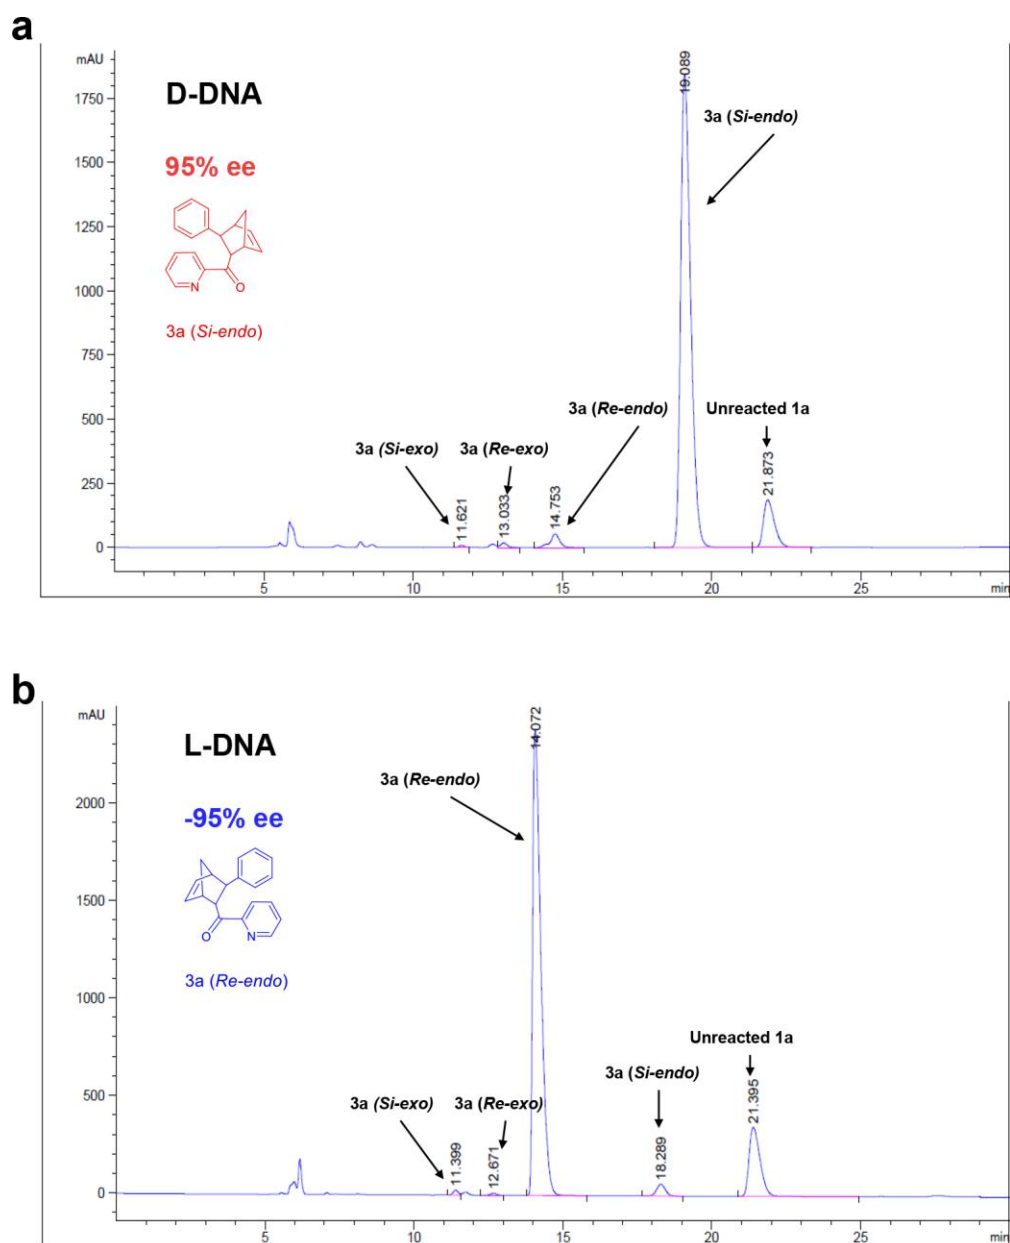 a
mAU
1750
1500
1250
1000
750
500
250
0
5
10
15
20
min
D-DNA
95% ee
N
O
3a (Si-endo)
19.089
3a (Si-endo)
3a (Si-exo)
3a (Re-exo)
3a (Re-endo)
Unreacted 1a
11.621
13.033
14.753
21.873
b
mAU
2000
1500
1000
500
0
5
10
15
20
min
L-DNA
-95% ee
O
N
3a (Re-endo)
14.072
3a (Re-endo)
3a (Si-exo)
3a (Re-exo)
3a (Si-endo)
Unreacted 1a
11.399
12.671
18.289
21.395